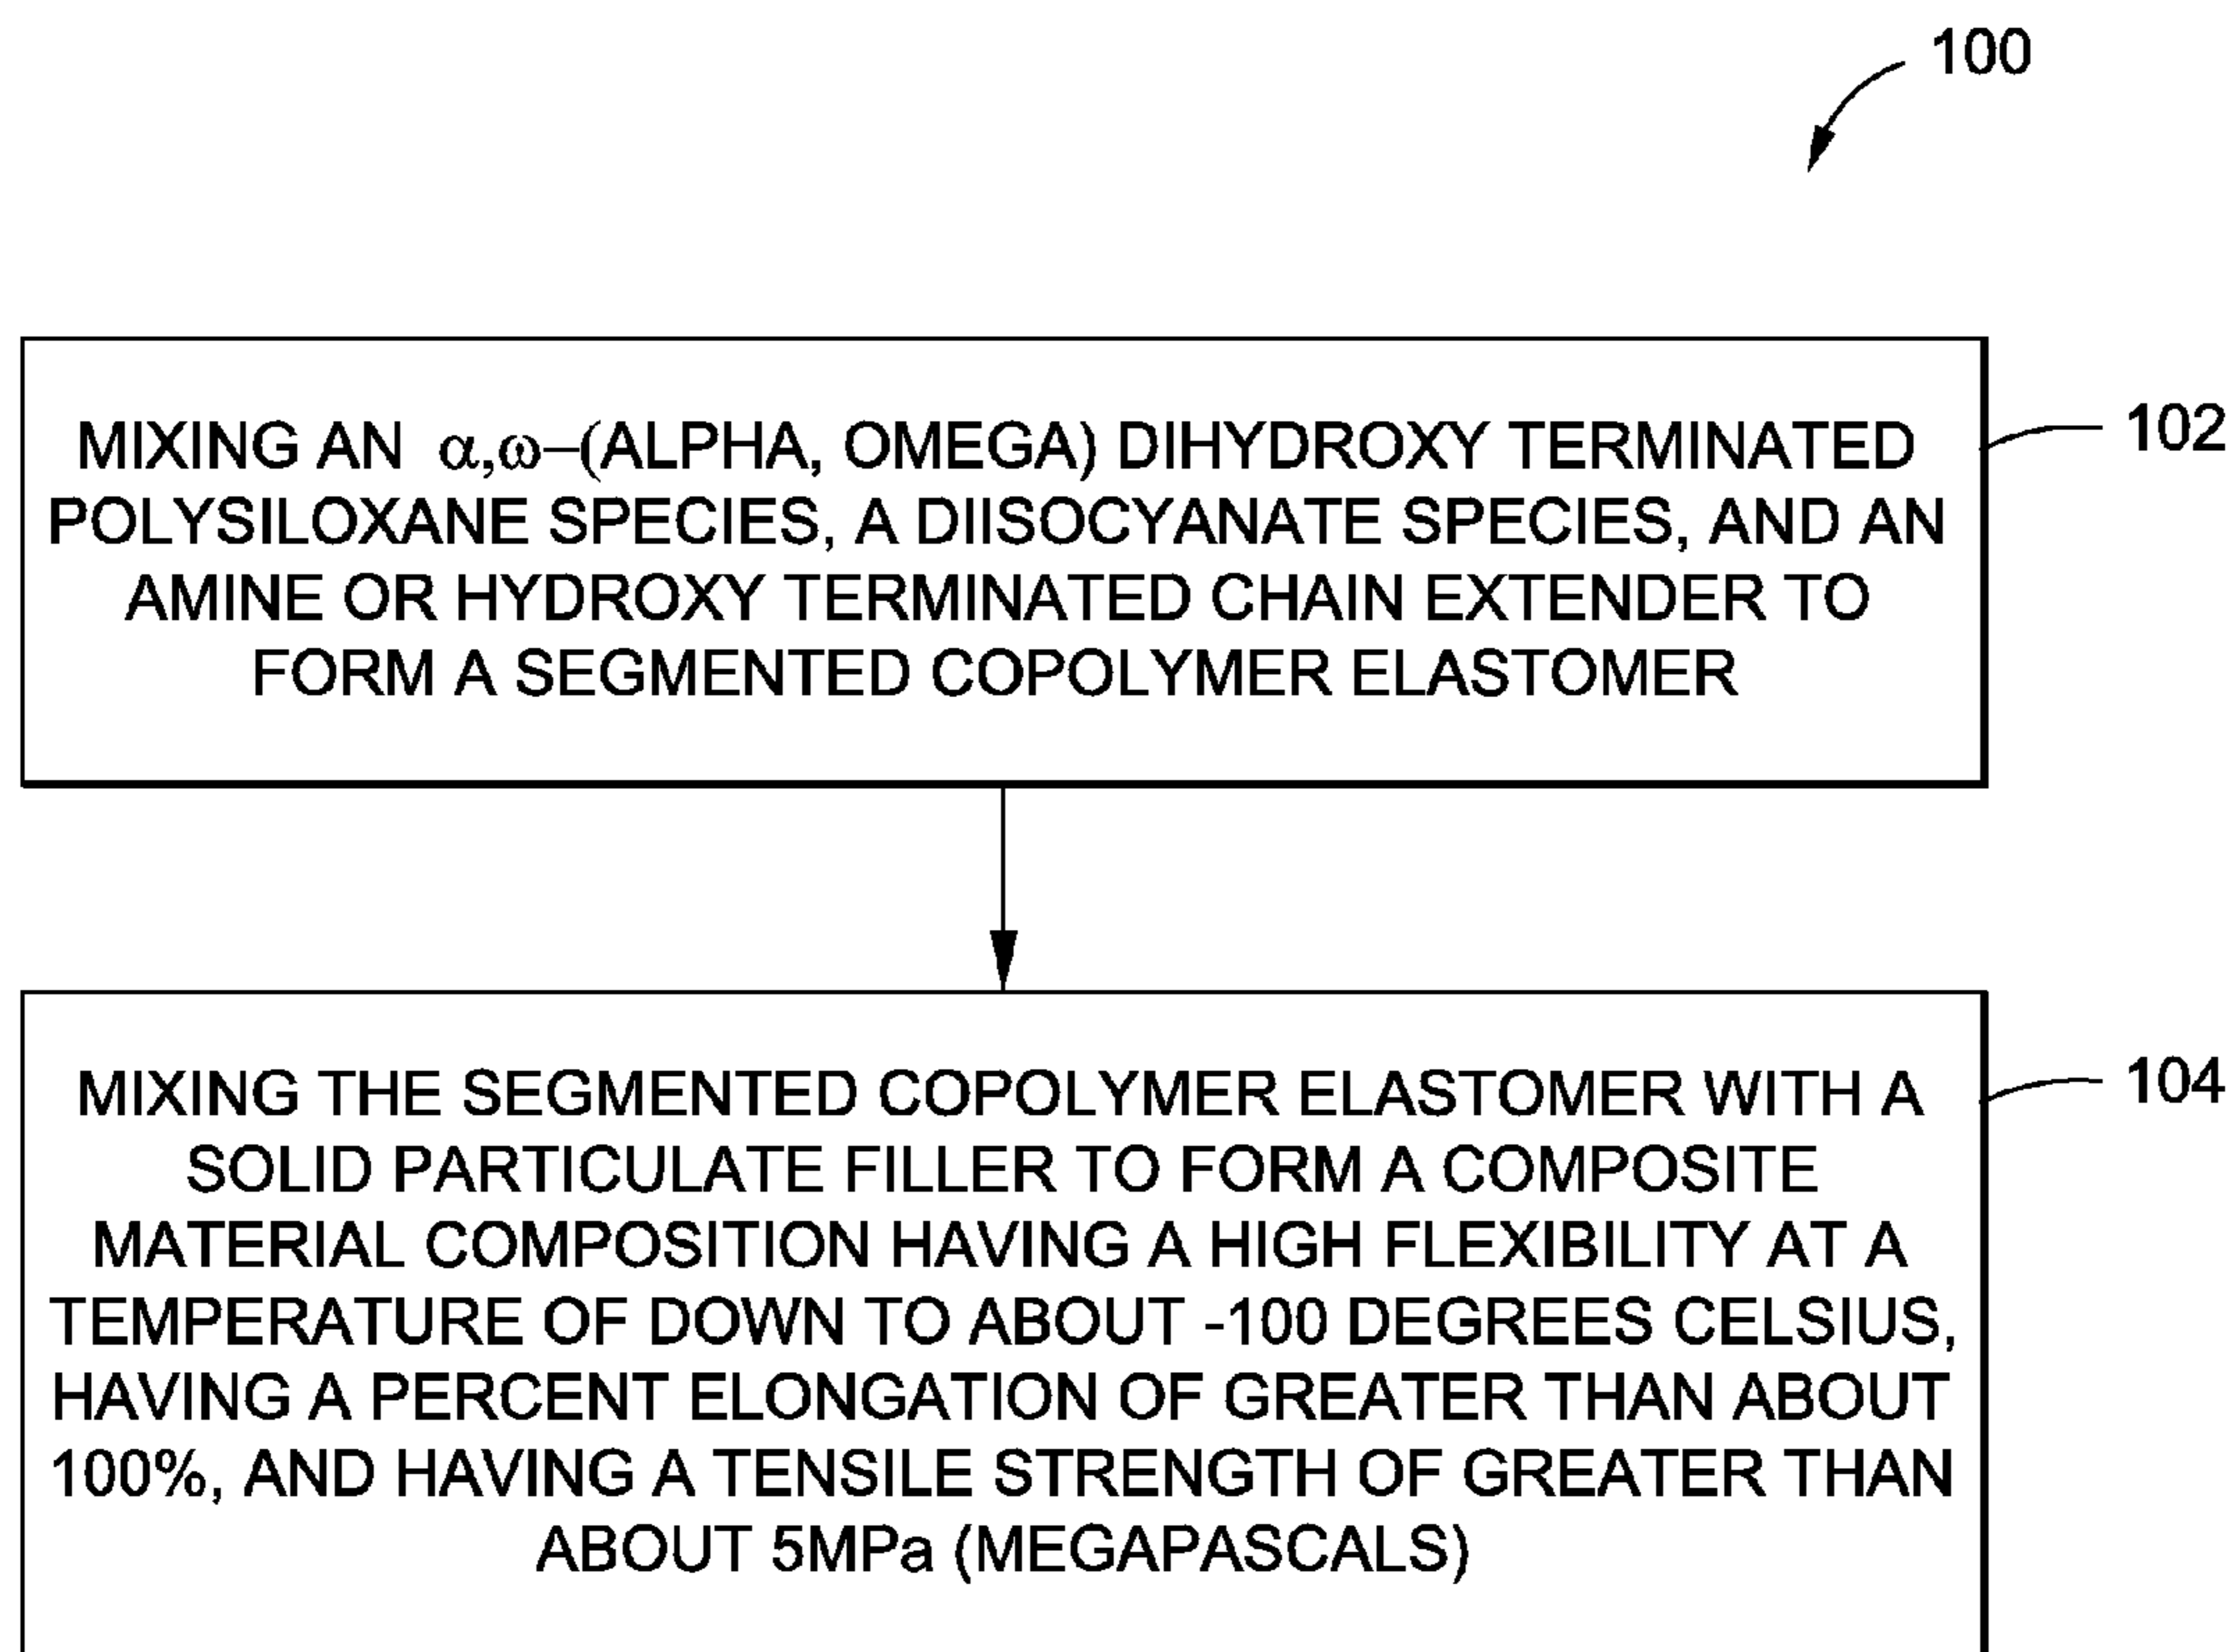 100
MIXING AN α,ω–(ALPHA, OMEGA) DIHYDROXY TERMINATED
POLYSILOXANE SPECIES, A DIISOCYANATE SPECIES, AND AN
AMINE OR HYDROXY TERMINATED CHAIN EXTENDER TO
FORM A SEGMENTED COPOLYMER ELASTOMER
102
MIXING THE SEGMENTED COPOLYMER ELASTOMER WITH A
SOLID PARTICULATE FILLER TO FORM A COMPOSITE
MATERIAL COMPOSITION HAVING A HIGH FLEXIBILITY AT A
TEMPERATURE OF DOWN TO ABOUT -100 DEGREES CELSIUS,
HAVING A PERCENT ELONGATION OF GREATER THAN ABOUT
100%, AND HAVING A TENSILE STRENGTH OF GREATER THAN
ABOUT 5MPa (MEGAPASCALS)
104